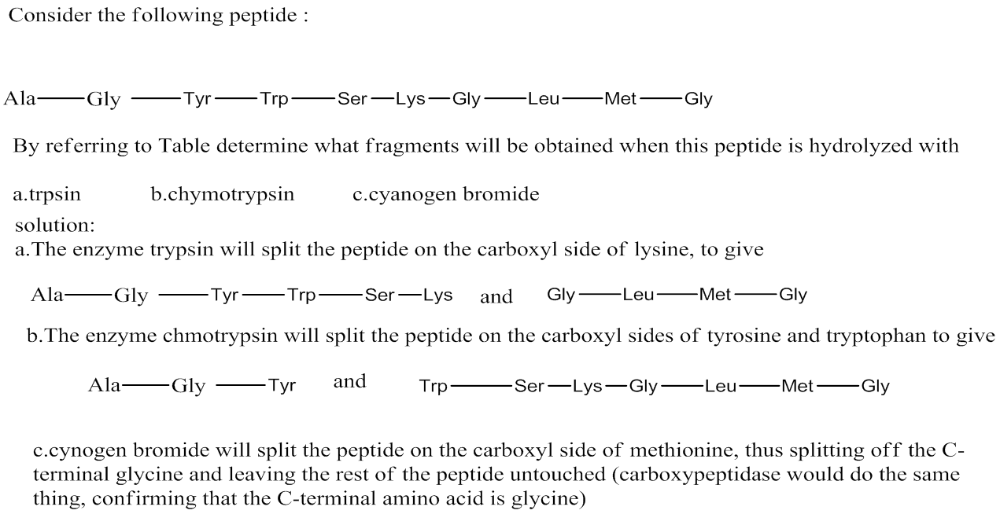 Consider the following peptide :
Ala—Gly—Tyr—Trp—Ser—Lys—Gly—Leu—Met—Gly
By referring to Table determine what fragments will be obtained when this peptide is hydrolyzed with
a.trpsin b.chymotrypsin c.cyanogen bromide
solution:
a.The enzyme trypsin will split the peptide on the carboxyl side of lysine, to give
Ala—Gly—Tyr—Trp—Ser—Lys and Gly—Leu—Met—Gly
b.The enzyme chmotrypsin will split the peptide on the carboxyl sides of tyrosine and tryptophan to give
Ala—Gly—Tyr and Trp—Ser—Lys—Gly—Leu—Met—Gly
c.cynogen bromide will split the peptide on the carboxyl side of methionine, thus splitting off the C-
terminal glycine and leaving the rest of the peptide untouched (carboxypeptidase would do the same
thing, confirming that the C-terminal amino acid is glycine)